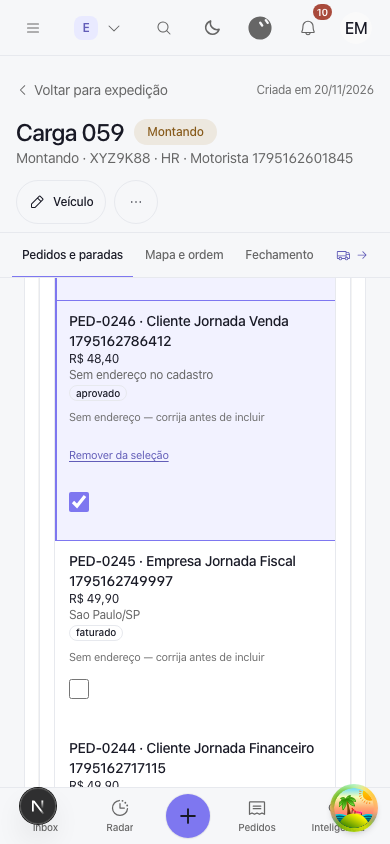 E
10
EM
Voltar para expedição
Criada em 20/11/2026
Carga 059
Montando
Montando · XYZ9K88 · HR · Motorista 1795162601845
Veículo
Pedidos e paradas
Mapa e ordem
Fechamento
PED-0246 · Cliente Jornada Venda
1795162786412
R$ 48,40
Sem endereço no cadastro
aprovado
Sem endereço — corrija antes de incluir
Remover da seleção
PED-0245 · Empresa Jornada Fiscal
1795162749997
R$ 49,90
Sao Paulo/SP
faturado
Sem endereço — corrija antes de incluir
PED-0244 · Cliente Jornada Financeiro
1795162717115
R$ 49,90
N
Inbox
Radar
Pedidos